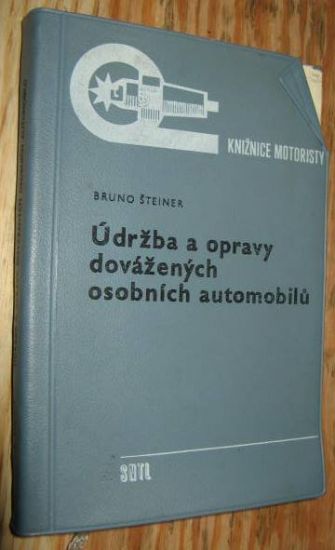 KNIŽNICE MOTORISTY
BRUNO ŠTEINER
Údržba a opravy
dovážených
osobních automobilů
SNTL